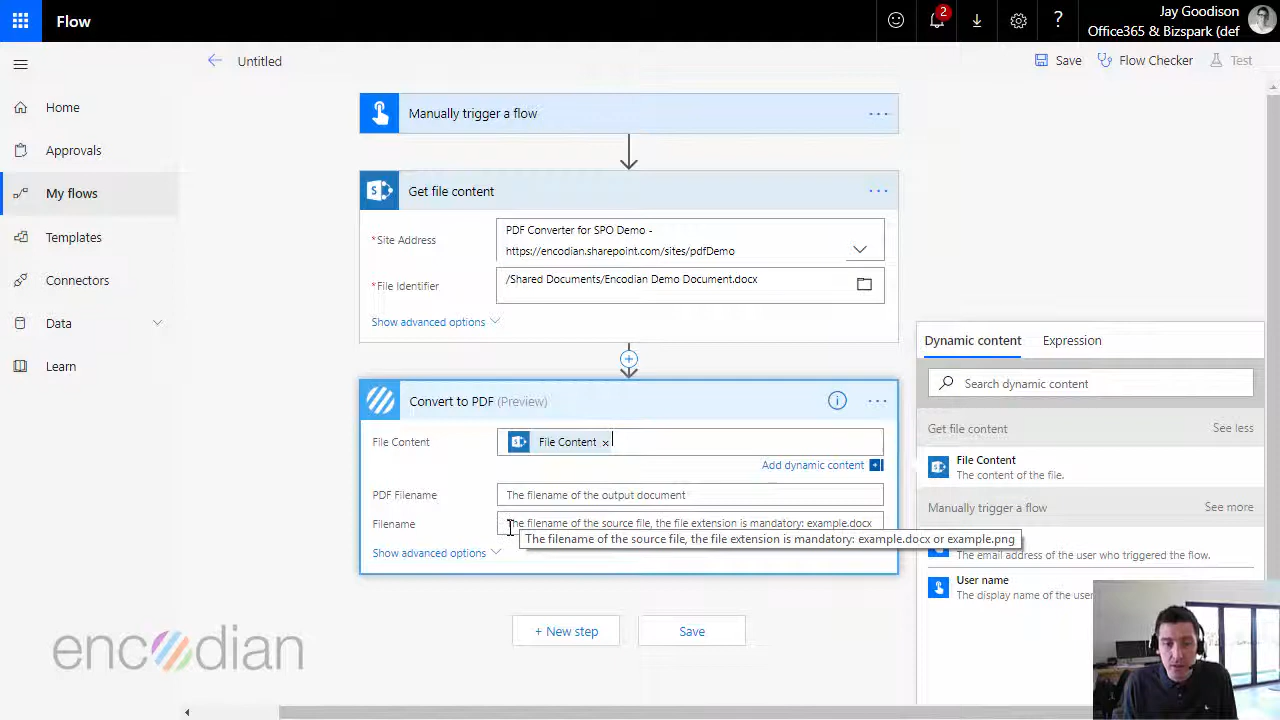 Flow
2
?
Jay Goodison
Office365 & Bizspark (def
Untitled
Save
Flow Checker
Test
Home
Approvals
My flows
Templates
Connectors
Data
Learn
Manually trigger a flow
Get file content
*Site Address
PDF Converter for SPO Demo -
https://encodian.sharepoint.com/sites/pdfDemo
*File Identifier
/Shared Documents/Encodian Demo Document.docx
Show advanced options
Convert to PDF (Preview)
File Content
File Content ×
Add dynamic content
PDF Filename
The filename of the output document
Filename
The filename of the source file, the file extension is mandatory: example.docx
The filename of the source file, the file extension is mandatory: example.docx or example.png
Show advanced options
+ New step
Save
Dynamic content
Expression
Search dynamic content
Get file content
See less
File Content
The content of the file.
Manually trigger a flow
See more
The email address of the user who triggered the flow.
User name
The display name of the
encodian